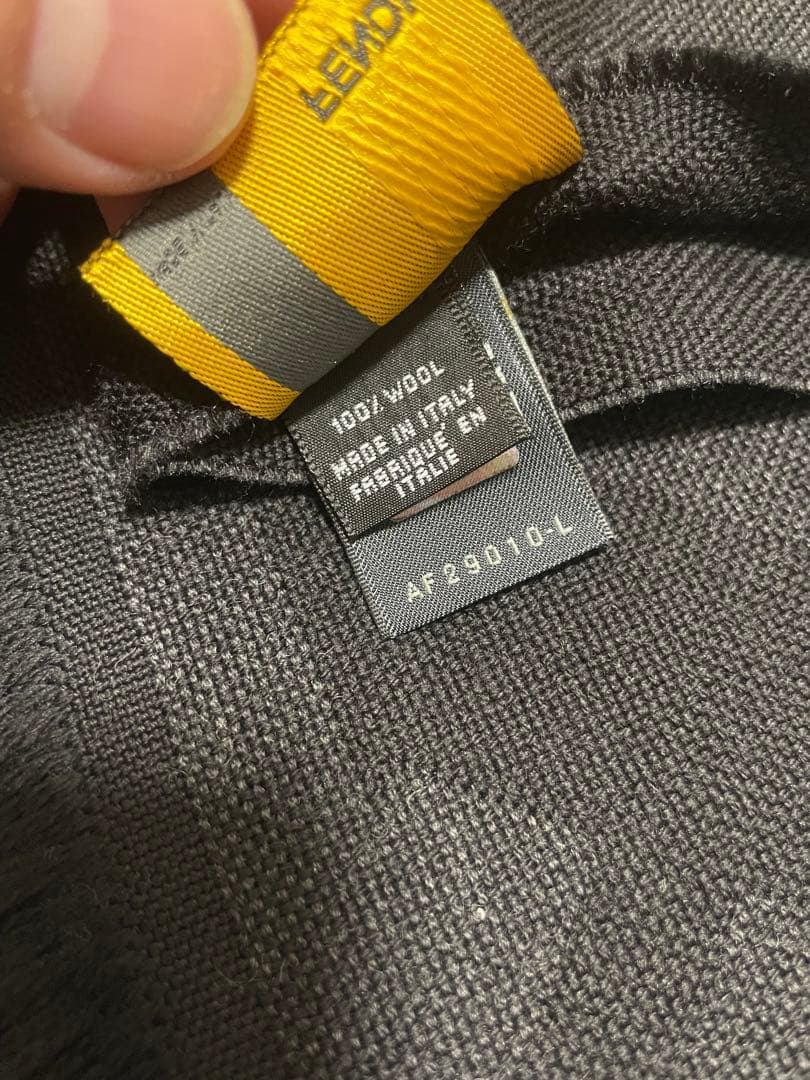 FENDI
100% WOOL
MADE IN ITALY
FABRIQUÉ EN
ITALIE
AF29010-L